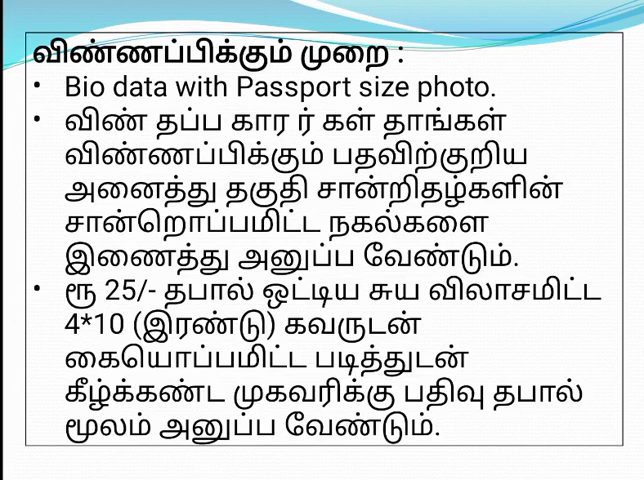 விண்ணப்பிக்கும் முறை :
• Bio data with Passport size photo.
• விண் தப்ப கார ர் கள் தாங்கள்
விண்ணப்பிக்கும் பதவிற்குறிய
அனைத்து தகுதி சான்றிதழ்களின்
சான்றொப்பமிட்ட நகல்களை
இணைத்து அனுப்ப வேண்டும்.
• ரூ 25/- தபால் ஒட்டிய சுய விலாசமிட்ட
4*10 (இரண்டு) கவருடன்
கையொப்பமிட்ட படித்துடன்
கீழ்க்கண்ட முகவரிக்கு பதிவு தபால்
மூலம் அனுப்ப வேண்டும்.